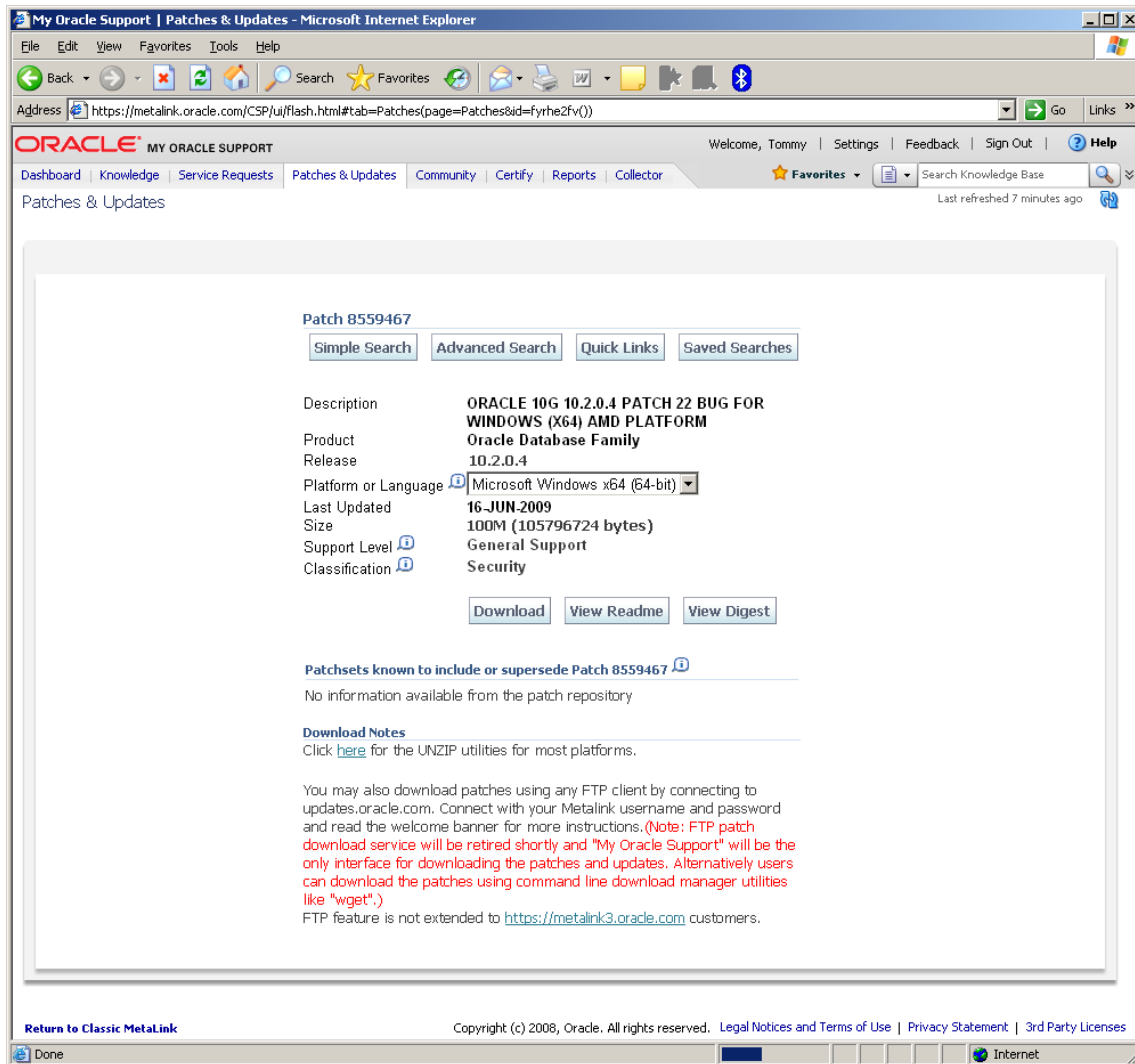 My Oracle Support | Patches & Updates - Microsoft Internet Explorer
File Edit View Favorites Tools Help
Back Search Favorites
Address https://metalink.oracle.com/CSP/ui/flash.html#tab=Patches(page=Patches&id=fyrhe2fv()) Go Links »
ORACLE MY ORACLE SUPPORT Welcome, Tommy | Settings | Feedback | Sign Out | Help
Dashboard | Knowledge | Service Requests Patches & Updates Community | Certify | Reports | Collector Favorites Search Knowledge Base
Patches & Updates Last refreshed 7 minutes ago
Patch 8559467
Simple Search Advanced Search Quick Links Saved Searches
Description ORACLE 10G 10.2.0.4 PATCH 22 BUG FOR
WINDOWS (X64) AMD PLATFORM
Product Oracle Database Family
Release 10.2.0.4
Platform or Language Microsoft Windows x64 (64-bit)
Last Updated 16-JUN-2009
Size 100M (105796724 bytes)
Support Level General Support
Classification Security
Download View Readme View Digest
Patchsets known to include or supersede Patch 8559467
No information available from the patch repository
Download Notes
Click here for the UNZIP utilities for most platforms.
You may also download patches using any FTP client by connecting to
updates.oracle.com. Connect with your Metalink username and password
and read the welcome banner for more instructions.(Note: FTP patch
download service will be retired shortly and "My Oracle Support" will be the
only interface for downloading the patches and updates. Alternatively users
can download the patches using command line download manager utilities
like "wget".)
FTP feature is not extended to https://metalink3.oracle.com customers.
Return to Classic MetaLink Copyright (c) 2008, Oracle. All rights reserved. Legal Notices and Terms of Use | Privacy Statement | 3rd Party Licenses
Done Internet